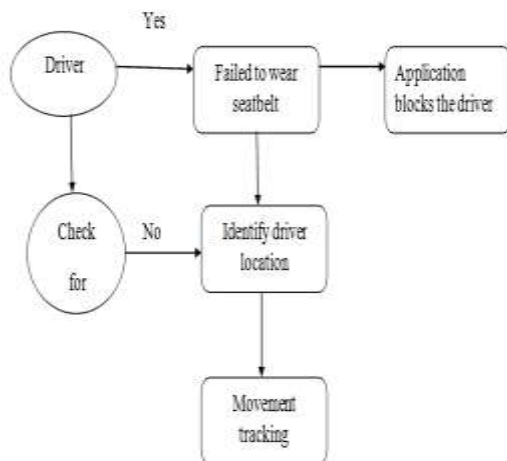 Yes
Driver
Failed to wear
seatbelt
Application
blocks the driver
Check
for
No
Identify driver
location
Movement
tracking